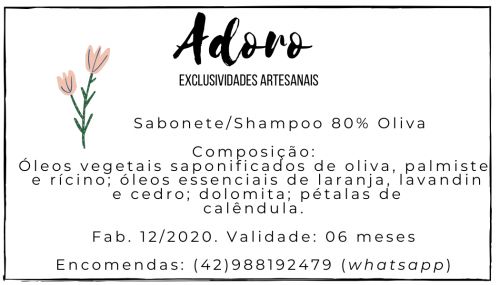 Adoro
EXCLUSIVIDADES ARTESANAIS
Sabonete/Shampoo 80% Oliva
Composição:
Óleos vegetais saponificados de oliva, palmiste
e rícino; óleos essenciais de laranja, lavandin
e cedro; dolomita; pétalas de
calêndula.
Fab. 12/2020. Validade: 06 meses
Encomendas: (42)988192479 (whatsapp)